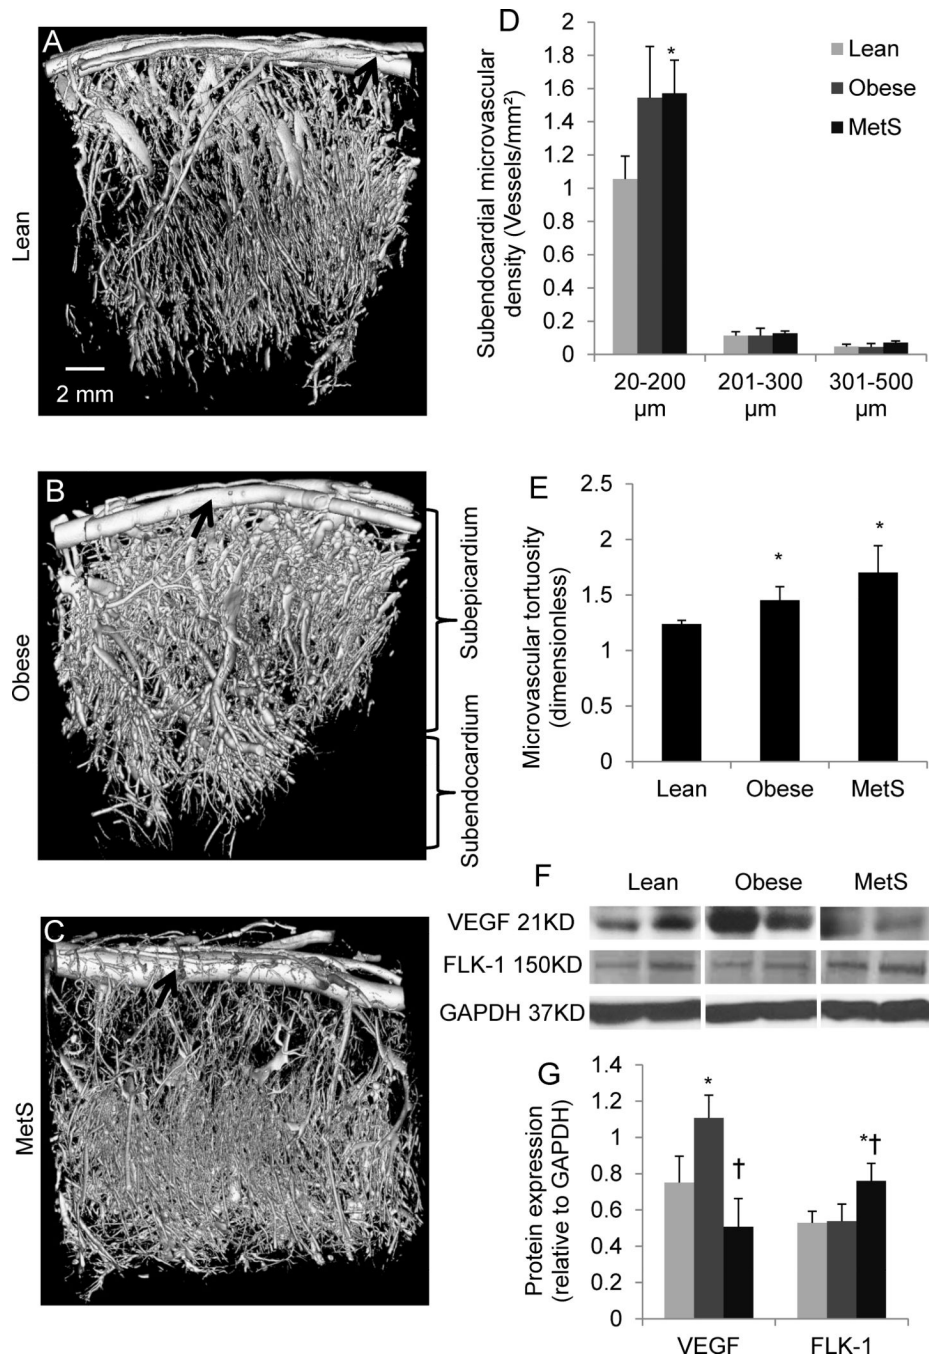 A
Lean
2 mm
B
Obese
Subepicardium
Subendocardium
C
MetS
D
Subendocardial microvascular
density (Vessels/mm²)
2
1.8
1.6
1.4
1.2
1
0.8
0.6
0.4
0.2
0
Lean
Obese
MetS
*
20-200
µm
201-300
µm
301-500
µm
E
Microvascular tortuosity
(dimensionless)
2.5
2
1.5
1
0.5
0
*
*
Lean
Obese
MetS
F
Lean Obese MetS
VEGF 21KD
FLK-1 150KD
GAPDH 37KD
G
Protein expression
(relative to GAPDH)
1.4
1.2
1
0.8
0.6
0.4
0.2
0
*
†
*†
VEGF
FLK-1